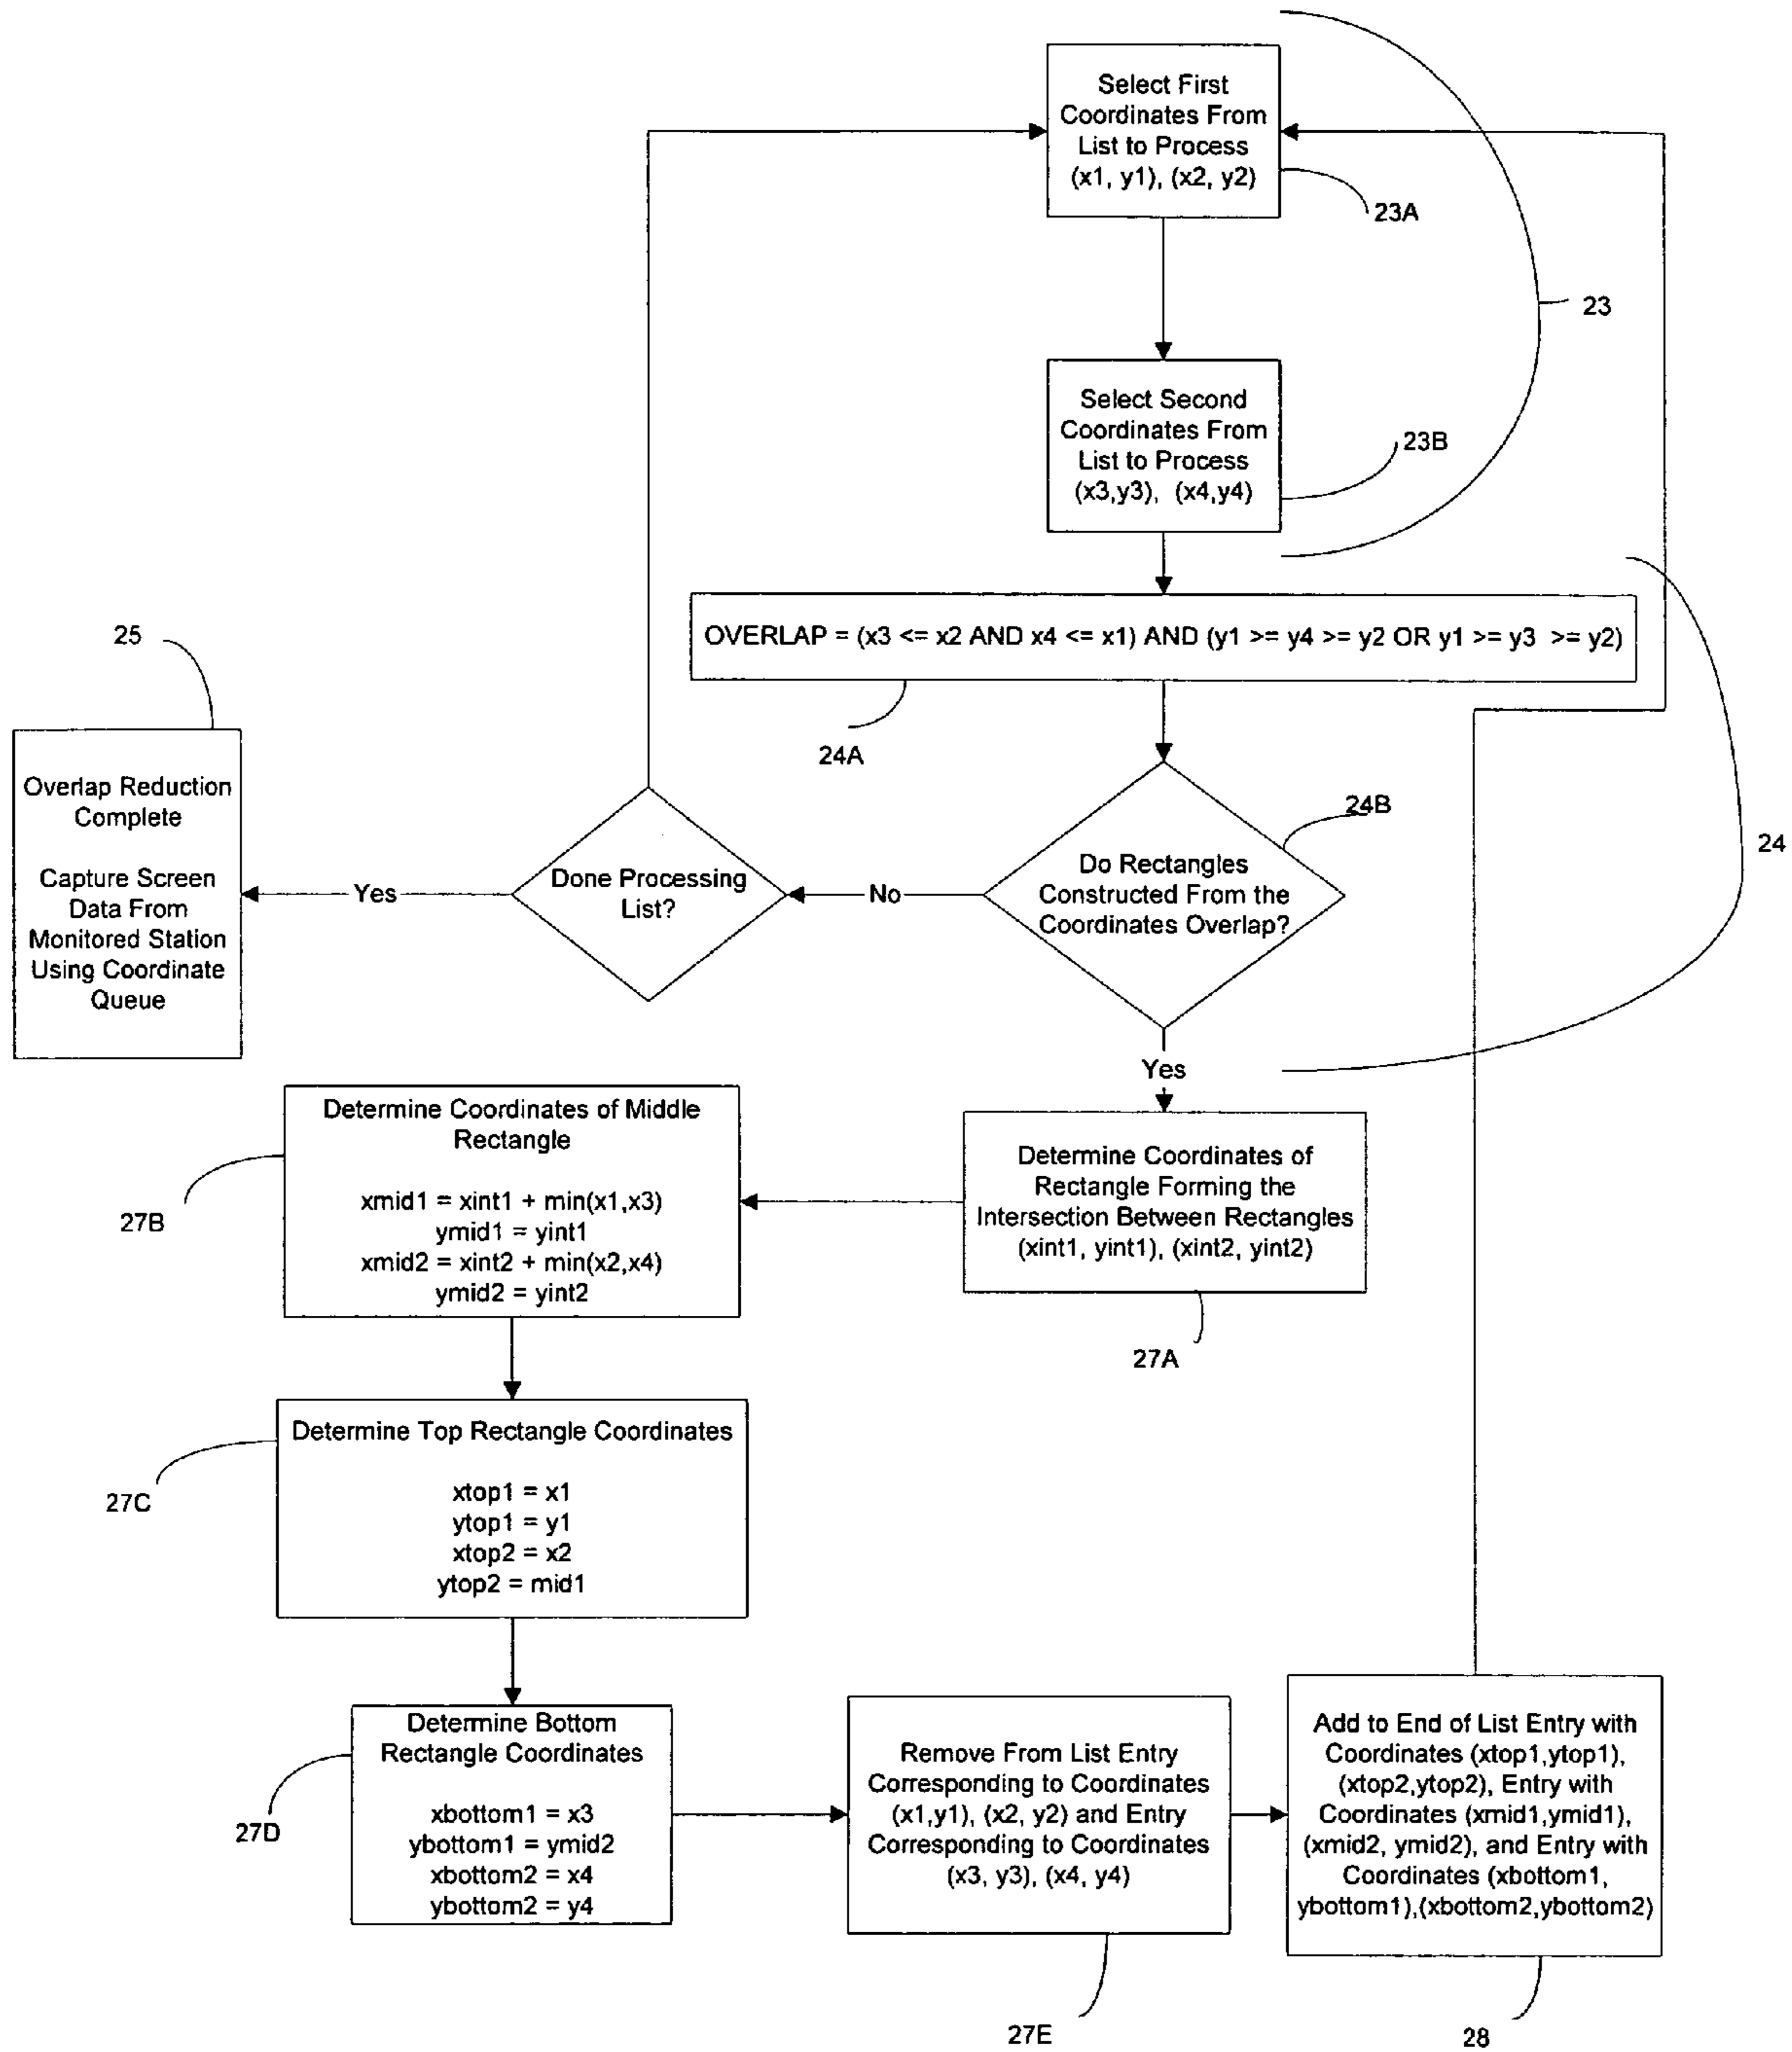 Select First
Coordinates From
List to Process
(x1, y1), (x2, y2)
23A
23
Select Second
Coordinates From
List to Process
(x3,y3), (x4,y4)
23B
OVERLAP = (x3 <= x2 AND x4 <= x1) AND (y1 >= y4 >= y2 OR y1 >= y3 >= y2)
24A
25
Overlap Reduction
Complete
Capture Screen
Data From
Monitored Station
Using Coordinate
Queue
Yes
Done Processing
List?
No
Do Rectangles
Constructed From the
Coordinates Overlap?
24B
24
Yes
Determine Coordinates of
Rectangle Forming the
Intersection Between Rectangles
(xint1, yint1), (xint2, yint2)
27A
Determine Coordinates of Middle
Rectangle
xmid1 = xint1 + min(x1,x3)
ymid1 = yint1
xmid2 = xint2 + min(x2,x4)
ymid2 = yint2
27B
Determine Top Rectangle Coordinates
xtop1 = x1
ytop1 = y1
xtop2 = x2
ytop2 = mid1
27C
Determine Bottom
Rectangle Coordinates
xbottom1 = x3
ybottom1 = ymid2
xbottom2 = x4
ybottom2 = y4
27D
Remove From List Entry
Corresponding to Coordinates
(x1,y1), (x2, y2) and Entry
Corresponding to Coordinates
(x3, y3), (x4, y4)
27E
Add to End of List Entry with
Coordinates (xtop1,ytop1),
(xtop2,ytop2), Entry with
Coordinates (xmid1,ymid1),
(xmid2, ymid2), and Entry with
Coordinates (xbottom1,
ybottom1),(xbottom2,ybottom2)
28